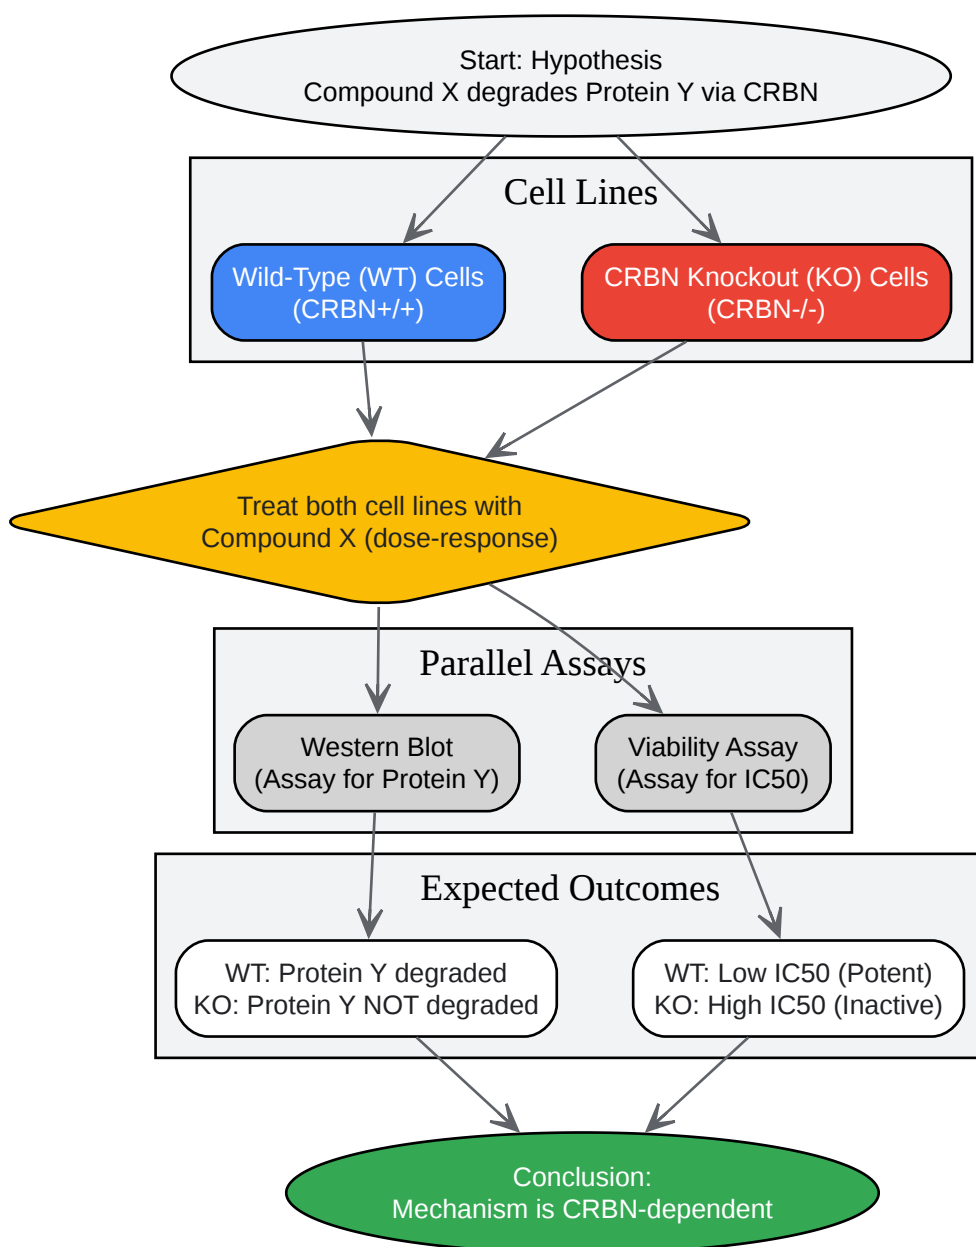 Start: Hypothesis
Compound X degrades Protein Y via CRBN
Cell Lines
Wild-Type (WT) Cells
(CRBN+/+)
CRBN Knockout (KO) Cells
(CRBN-/-)
Treat both cell lines with
Compound X (dose-response)
Parallel Assays
Western Blot
(Assay for Protein Y)
Viability Assay
(Assay for IC50)
Expected Outcomes
WT: Protein Y degraded
KO: Protein Y NOT degraded
WT: Low IC50 (Potent)
KO: High IC50 (Inactive)
Conclusion:
Mechanism is CRBN-dependent